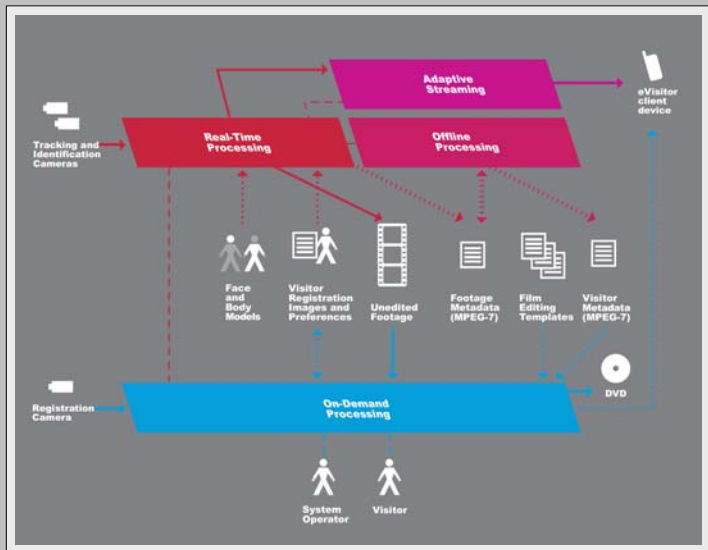 Adaptive
Streaming
eVisitor
client
device
Tracking and
Identification
Cameras
Real-Time
Processing
Offline
Processing
Face
and
Body
Models
Visitor
Registration
Images and
Preferences
Unedited
Footage
Footage
Metadata
(MPEG-7)
Film
Editing
Templates
Visitor
Metadata
(MPEG-7)
Registration
Camera
On-Demand
Processing
DVD
System
Operator
Visitor